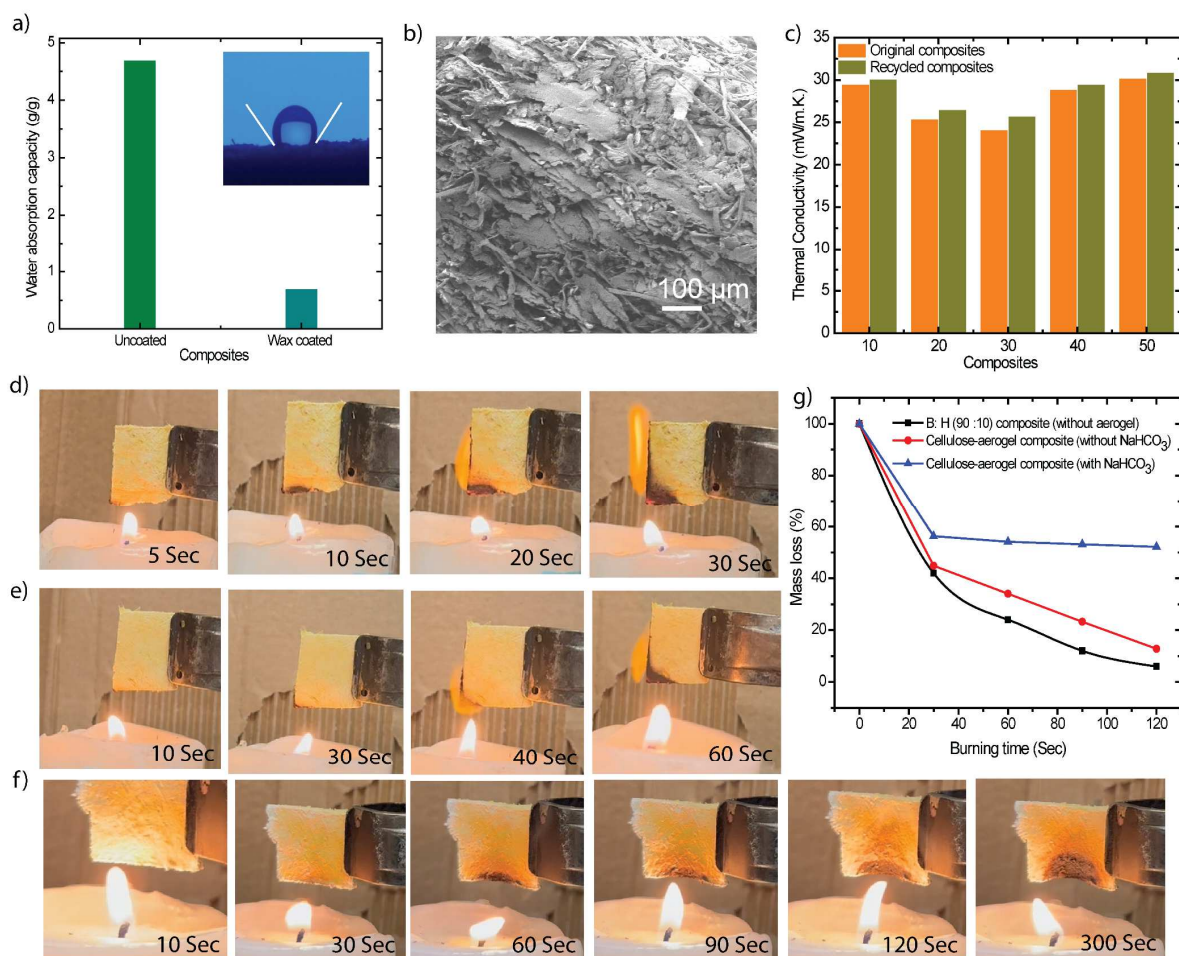 a)
5
4
3
2
1
0
Water absorption capacity (g/g)
Uncoated
Wax coated
Composites
b)
100 μm
c)
35
30
25
20
15
10
5
0
Thermal Conductivity (mW/m.K.)
Original composites
Recycled composites
10
20
30
40
50
Composites
d)
5 Sec
10 Sec
20 Sec
30 Sec
e)
10 Sec
30 Sec
40 Sec
60 Sec
f)
10 Sec
30 Sec
60 Sec
90 Sec
120 Sec
300 Sec
g)
100
80
60
40
20
0
Mass loss (%)
B: H (90 :10) composite (without aerogel)
Cellulose-aerogel composite (without NaHCO₃)
Cellulose-aerogel composite (with NaHCO₃)
0
20
40
60
80
100
120
Burning time (Sec)